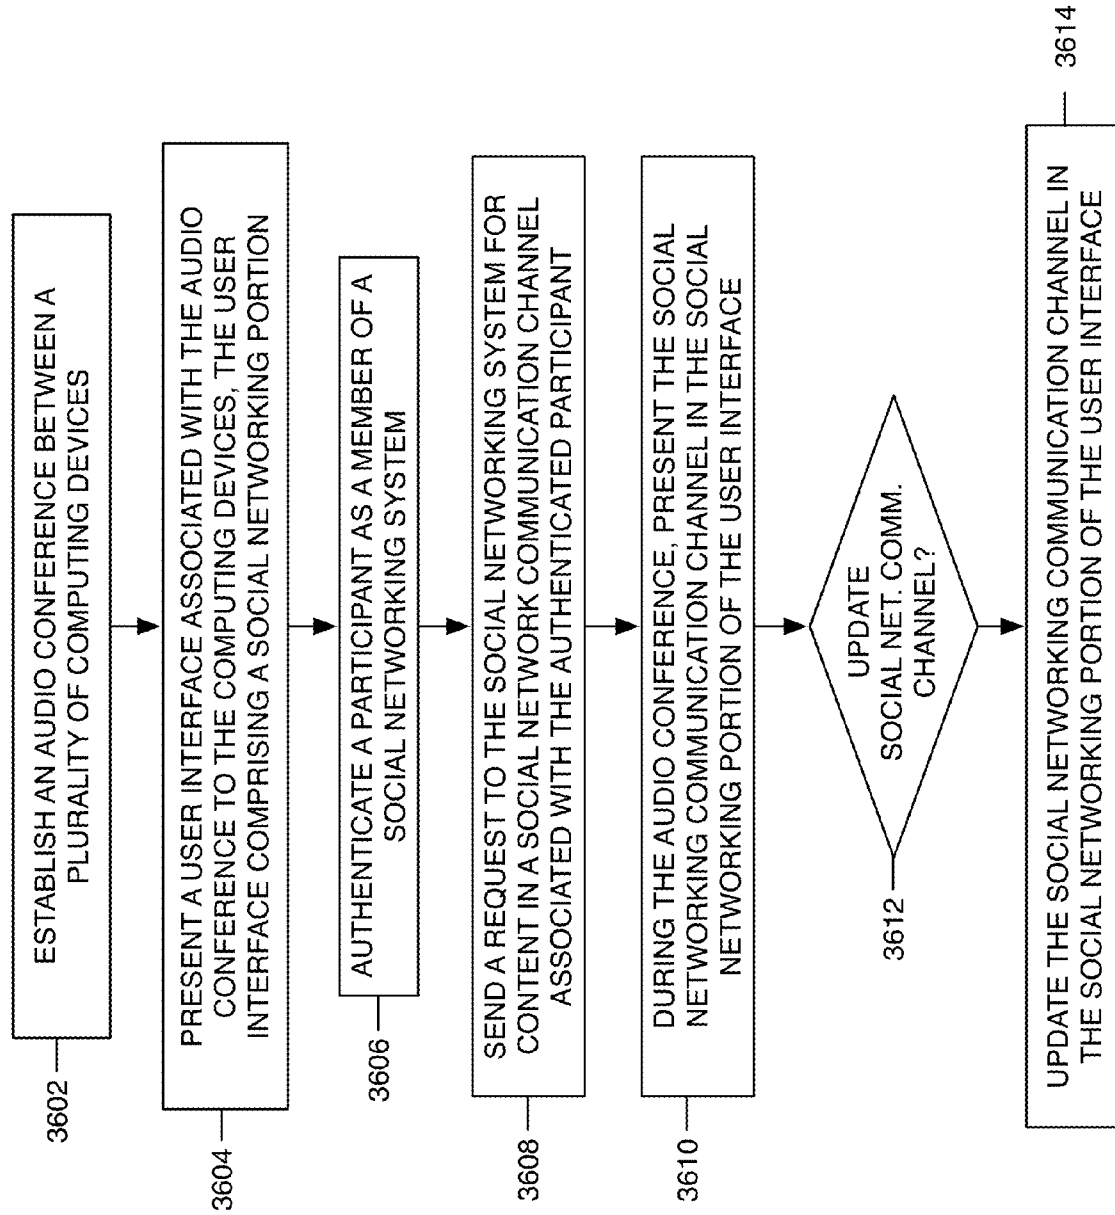 3602
ESTABLISH AN AUDIO CONFERENCE BETWEEN A
PLURALITY OF COMPUTING DEVICES
3604
PRESENT A USER INTERFACE ASSOCIATED WITH THE AUDIO
CONFERENCE TO THE COMPUTING DEVICES, THE USER
INTERFACE COMPRISING A SOCIAL NETWORKING PORTION
3606
AUTHENTICATE A PARTICIPANT AS A MEMBER OF A
SOCIAL NETWORKING SYSTEM
3608
SEND A REQUEST TO THE SOCIAL NETWORKING SYSTEM FOR
CONTENT IN A SOCIAL NETWORK COMMUNICATION CHANNEL
ASSOCIATED WITH THE AUTHENTICATED PARTICIPANT
3610
DURING THE AUDIO CONFERENCE, PRESENT THE SOCIAL
NETWORKING COMMUNICATION CHANNEL IN THE SOCIAL
NETWORKING PORTION OF THE USER INTERFACE
3612
UPDATE
SOCIAL NET. COMM.
CHANNEL?
3614
UPDATE THE SOCIAL NETWORKING COMMUNICATION CHANNEL IN
THE SOCIAL NETWORKING PORTION OF THE USER INTERFACE